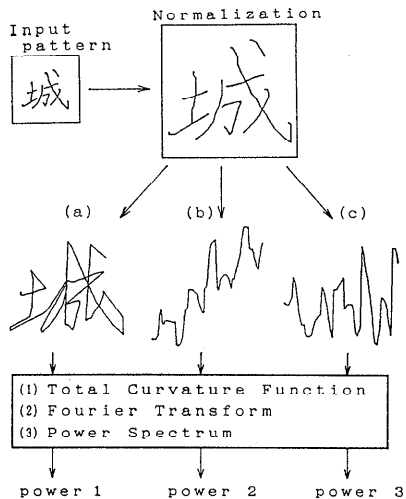 Normalization
Input
pattern
城
城
(a)
(b)
(c)
城
(1) Total Curvature Function
(2) Fourier Transform
(3) Power Spectrum
power 1
power 2
power 3